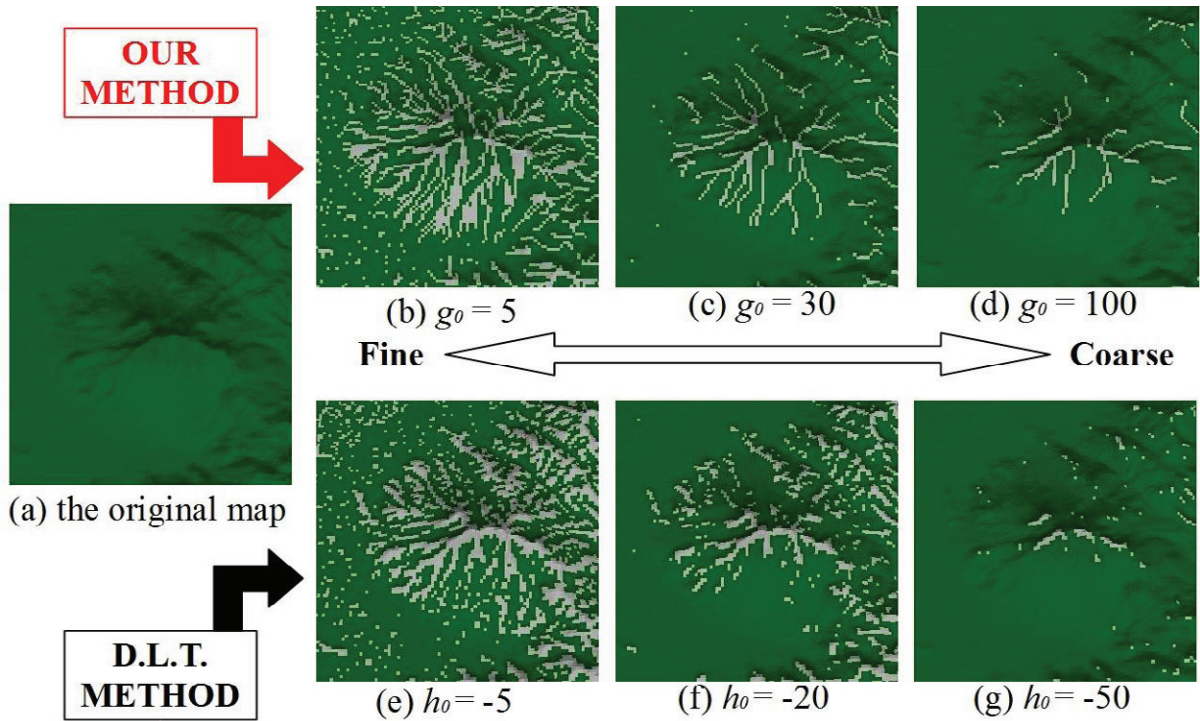 OUR
METHOD
(b) g₀ = 5
(c) g₀ = 30
(d) g₀ = 100
Fine
Coarse
(a) the original map
D.L.T.
METHOD
(e) h₀ = -5
(f) h₀ = -20
(g) h₀ = -50